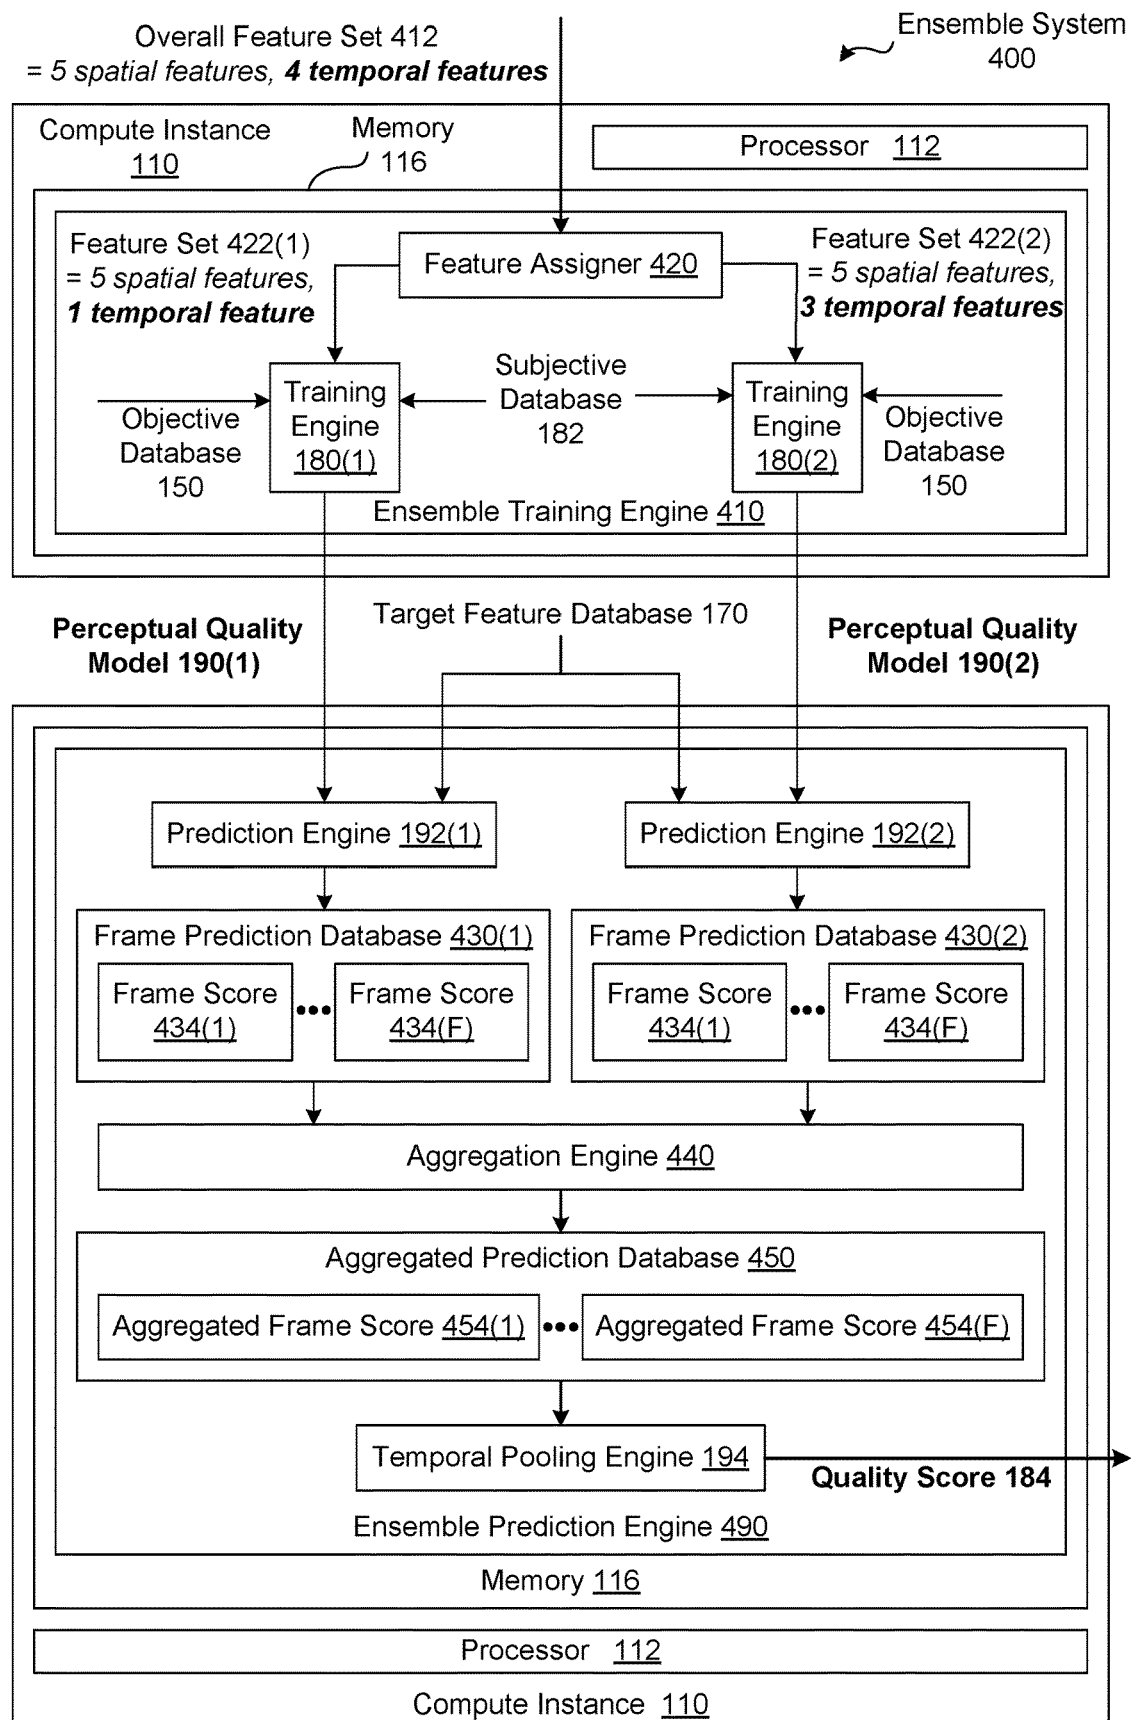 Overall Feature Set 412
= 5 spatial features, 4 temporal features
Ensemble System
400
Compute Instance
110
Memory
116
Processor 112
Feature Set 422(1)
= 5 spatial features,
1 temporal feature
Feature Assigner 420
Feature Set 422(2)
= 5 spatial features,
3 temporal features
Training
Engine
180(1)
Subjective
Database
182
Training
Engine
180(2)
Objective
Database
150
Objective
Database
150
Ensemble Training Engine 410
Target Feature Database 170
Perceptual Quality
Model 190(1)
Perceptual Quality
Model 190(2)
Prediction Engine 192(1)
Prediction Engine 192(2)
Frame Prediction Database 430(1)
Frame Score
434(1)
•••
Frame Score
434(F)
Frame Prediction Database 430(2)
Frame Score
434(1)
•••
Frame Score
434(F)
Aggregation Engine 440
Aggregated Prediction Database 450
Aggregated Frame Score 454(1) ••• Aggregated Frame Score 454(F)
Temporal Pooling Engine 194
Quality Score 184
Ensemble Prediction Engine 490
Memory 116
Processor 112
Compute Instance 110